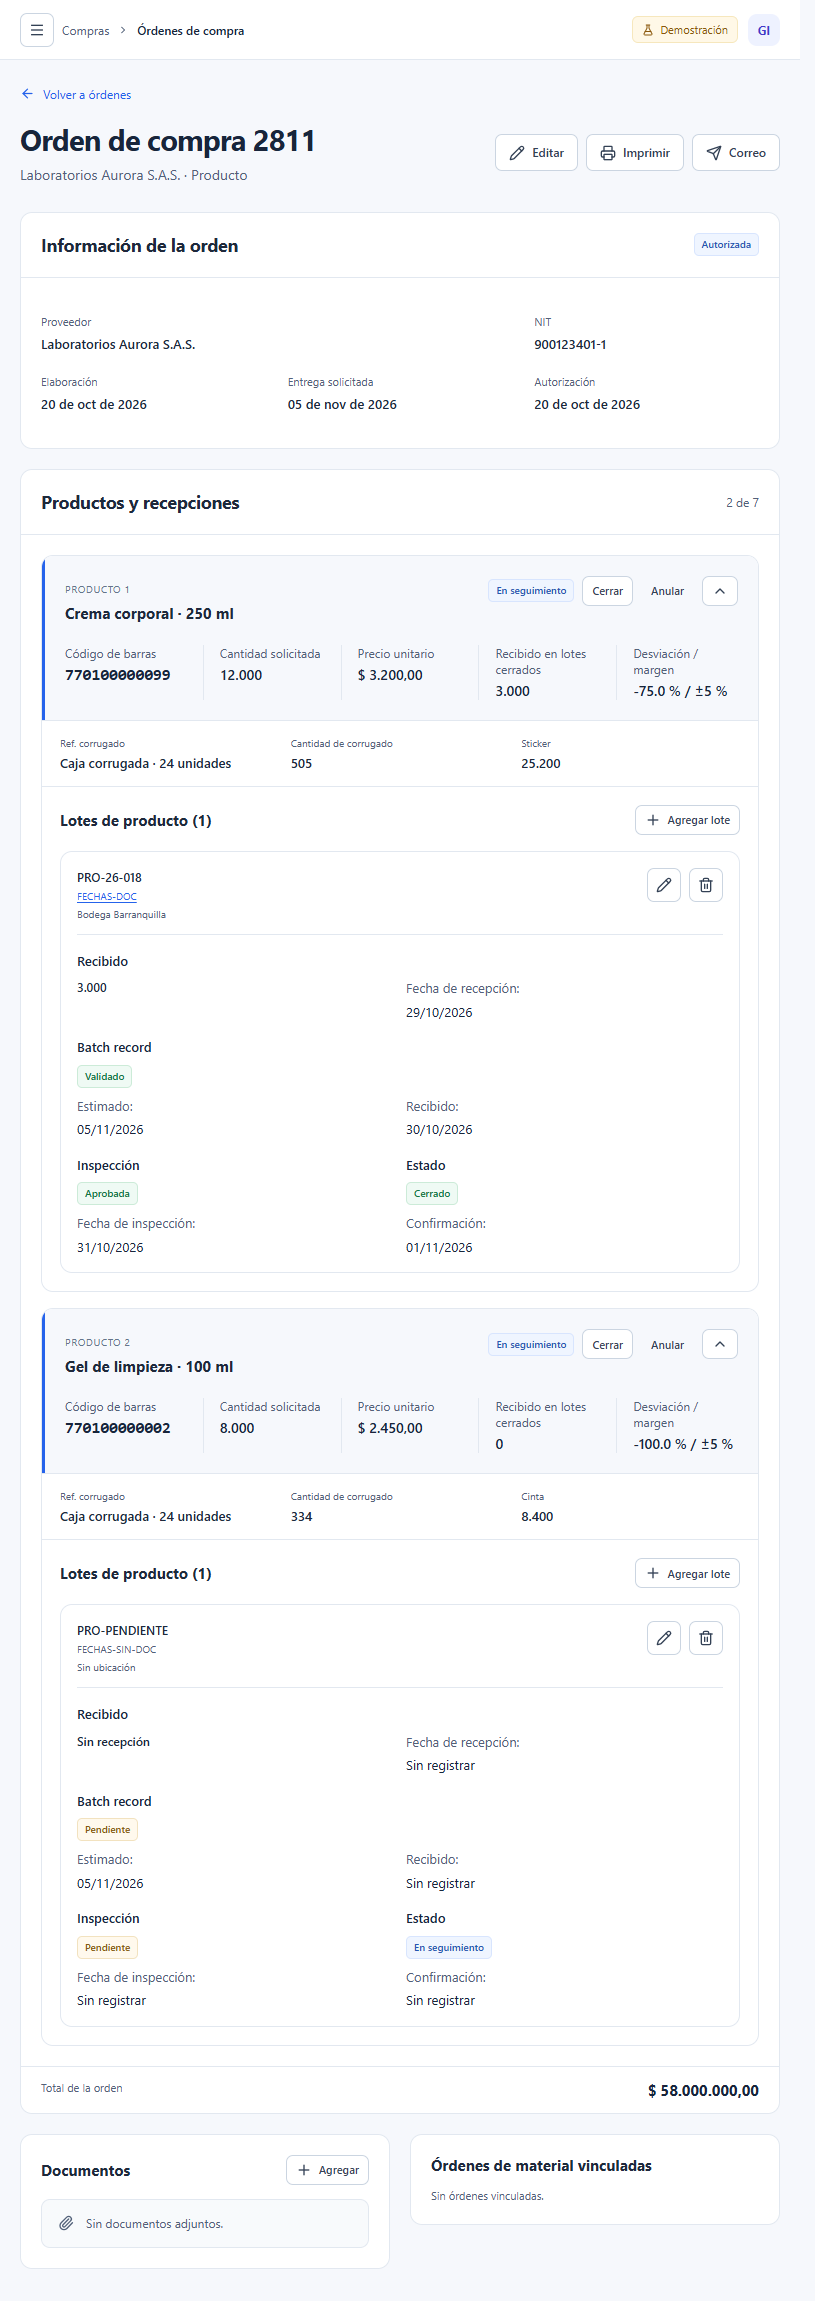 Compras > Órdenes de compra
Demostración
GI
Volver a órdenes
Orden de compra 2811
Laboratorios Aurora S.A.S. · Producto
Editar
Imprimir
Correo
Información de la orden
Autorizada
Proveedor
Laboratorios Aurora S.A.S.
NIT
900123401-1
Elaboración
20 de oct de 2026
Entrega solicitada
05 de nov de 2026
Autorización
20 de oct de 2026
Productos y recepciones
2 de 7
PRODUCTO 1
Crema corporal · 250 ml
En seguimiento
Cerrar
Anular
Código de barras
770100000099
Cantidad solicitada
12.000
Precio unitario
$ 3.200,00
Recibido en lotes
cerrados
3.000
Desviación /
margen
-75.0 % / ±5 %
Ref. corrugado
Caja corrugada · 24 unidades
Cantidad de corrugado
505
Sticker
25.200
Lotes de producto (1)
Agregar lote
PRO-26-018
FECHAS-DOC
Bodega Barranquilla
Recibido
3.000
Fecha de recepción:
29/10/2026
Batch record
Validado
Estimado:
05/11/2026
Recibido:
30/10/2026
Inspección
Aprobada
Fecha de inspección:
31/10/2026
Estado
Cerrado
Confirmación:
01/11/2026
PRODUCTO 2
Gel de limpieza · 100 ml
En seguimiento
Cerrar
Anular
Código de barras
770100000002
Cantidad solicitada
8.000
Precio unitario
$ 2.450,00
Recibido en lotes
cerrados
0
Desviación /
margen
-100.0 % / ±5 %
Ref. corrugado
Caja corrugada · 24 unidades
Cantidad de corrugado
334
Cinta
8.400
Lotes de producto (1)
Agregar lote
PRO-PENDIENTE
FECHAS-SIN-DOC
Sin ubicación
Recibido
Sin recepción
Fecha de recepción:
Sin registrar
Batch record
Pendiente
Estimado:
05/11/2026
Recibido:
Sin registrar
Inspección
Pendiente
Fecha de inspección:
Sin registrar
Estado
En seguimiento
Confirmación:
Sin registrar
Total de la orden
$ 58.000.000,00
Documentos
Agregar
Sin documentos adjuntos.
Órdenes de material vinculadas
Sin órdenes vinculadas.